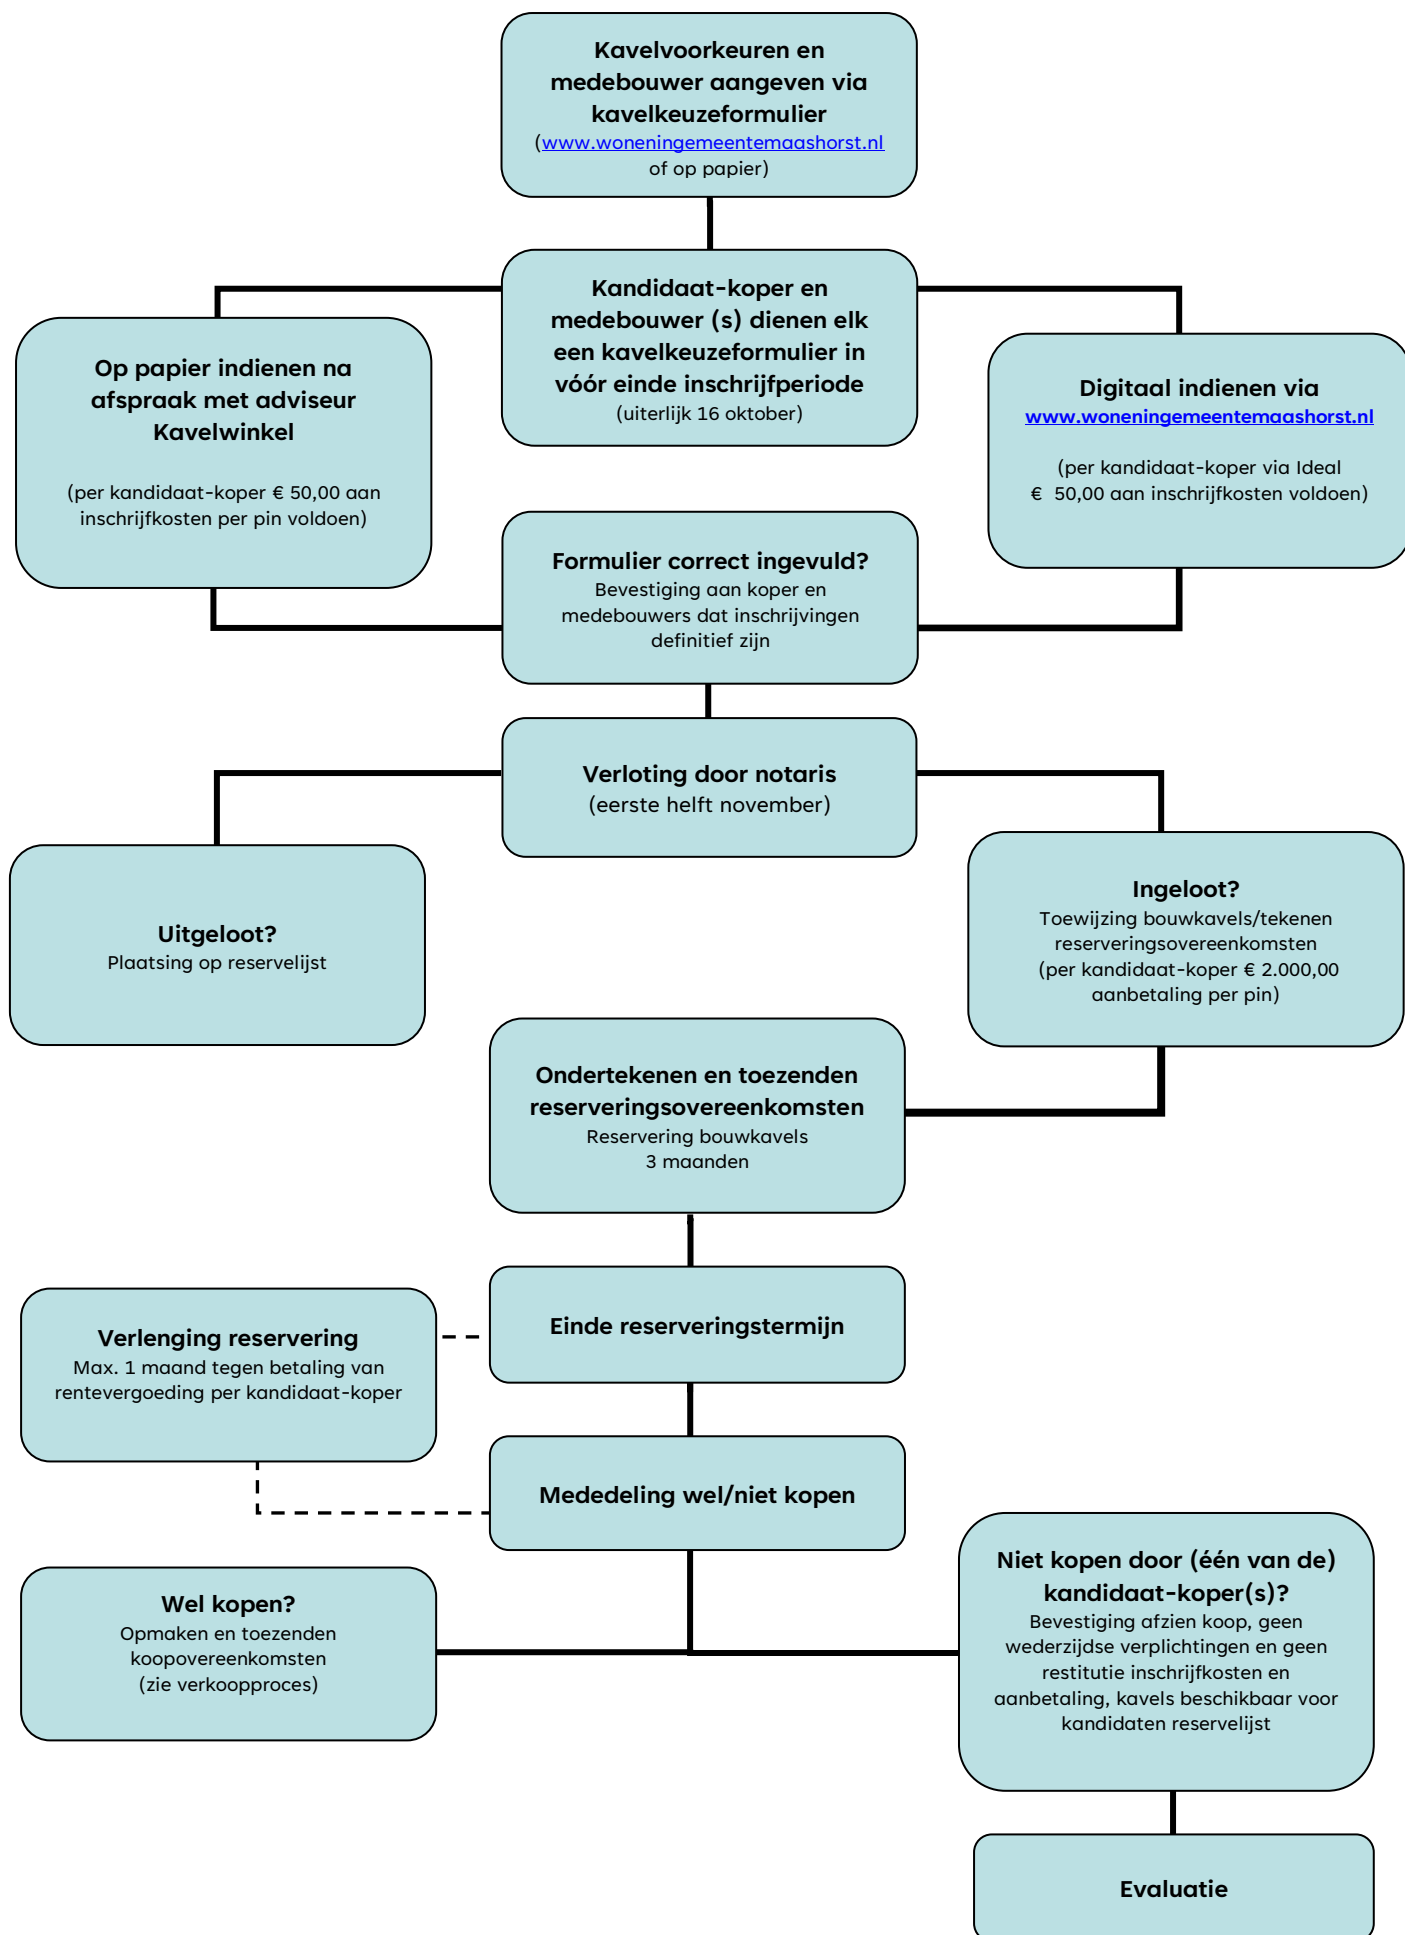 Kavelvoorkeuren en
medebouwer aangeven via
kavelkeuzeformulier
(www.woneningemeentemaashorst.nl
of op papier)
Kandidaat-koper en
medebouwer (s) dienen elk
een kavelkeuzeformulier in
vóór einde inschrijfperiode
(uiterlijk 16 oktober)
Op papier indienen na
afspraak met adviseur
Kavelwinkel
(per kandidaat-koper € 50,00 aan
inschrijfkosten per pin voldoen)
Digitaal indienen via
www.woneningemeentemaashorst.nl
(per kandidaat-koper via Ideal
€  50,00 aan inschrijfkosten voldoen)
Formulier correct ingevuld?
Bevestiging aan koper en
medebouwers dat inschrijvingen
definitief zijn
Verloting door notaris
(eerste helft november)
Uitgeloot?
Plaatsing op reservelijst
Ingeloot?
Toewijzing bouwkavels/tekenen
reserveringsovereenkomsten
(per kandidaat-koper € 2.000,00
aanbetaling per pin)
Ondertekenen en toezenden
reserveringsovereenkomsten
Reservering bouwkavels
3 maanden
Einde reserveringstermijn
Verlenging reservering
Max. 1 maand tegen betaling van
rentevergoeding per kandidaat-koper
Mededeling wel/niet kopen
Wel kopen?
Opmaken en toezenden
koopovereenkomsten
(zie verkoopproces)
Niet kopen door (één van de)
kandidaat-koper(s)?
Bevestiging afzien koop, geen
wederzijdse verplichtingen en geen
restitutie inschrijfkosten en
aanbetaling, kavels beschikbaar voor
kandidaten reservelijst
Evaluatie